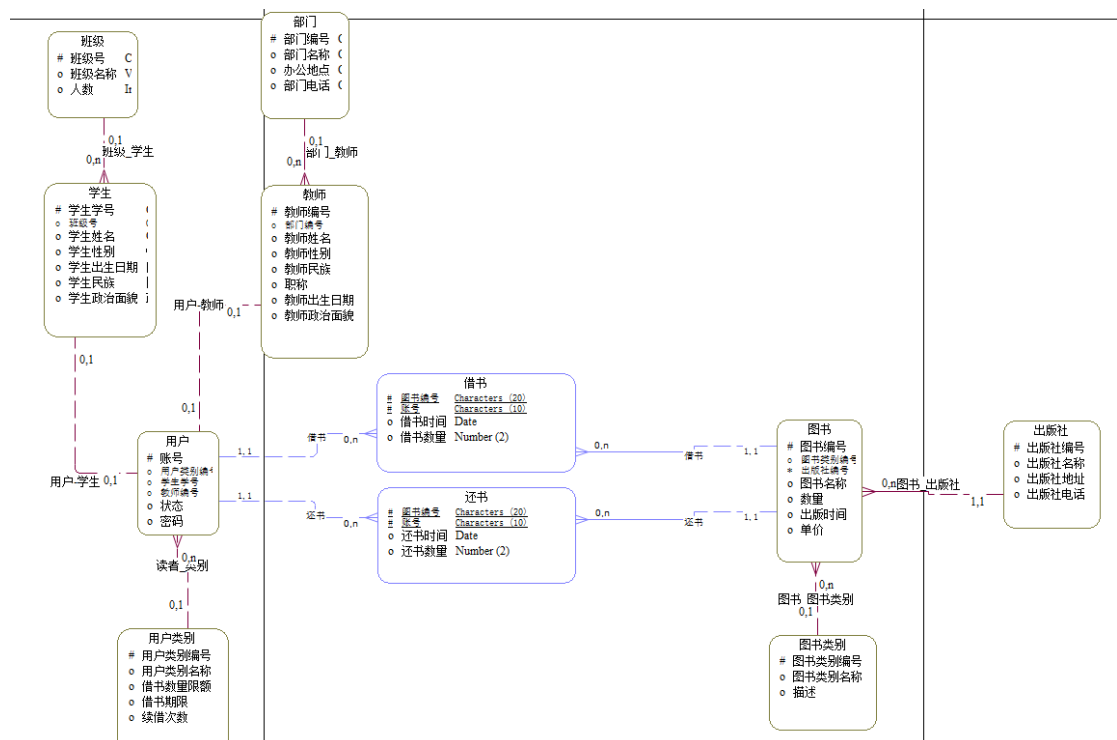 班级
# 班级号 C
o 班级名称 V
o 人数 I
0,1
班级_学生
0,n
学生
# 学生学号
o 班级号
o 学生姓名
o 学生性别
o 学生出生日期
o 学生民族
o 学生政治面貌
0,1
用户-学生
0,1
部门
# 部门编号
o 部门名称
o 办公地点
o 部门电话
0,1
部门_教师
0,n
教师
# 教师编号
o 部门编号
o 教师姓名
o 教师性别
o 教师民族
o 职称
o 教师出生日期
o 教师政治面貌
用户-教师
0,1
0,1
用户
# 账号
o 用户类别编号
o 学生学号
o 教师编号
o 状态
o 密码
0,n
读者_类别
0,1
用户类别
# 用户类别编号
o 用户类别名称
o 借书数量限额
o 借书期限
o 续借次数
1,1
借书
0,n
1,1
还书
0,n
借书
# 图书编号 Characters (20)
# 账号 Characters (10)
o 借书时间 Date
o 借书数量 Number (2)
还书
# 图书编号 Characters (20)
# 账号 Characters (10)
o 还书时间 Date
o 还书数量 Number (2)
0,n
借书
1,1
0,n
还书
1,1
图书
# 图书编号
o 图书类别编号
* 出版社编号
o 图书名称
o 数量
o 出版时间
o 单价
0,n
图书_出版社
1,1
出版社
# 出版社编号
o 出版社名称
o 出版社地址
o 出版社电话
0,n
图书_图书类别
0,1
图书类别
# 图书类别编号
o 图书类别名称
o 描述